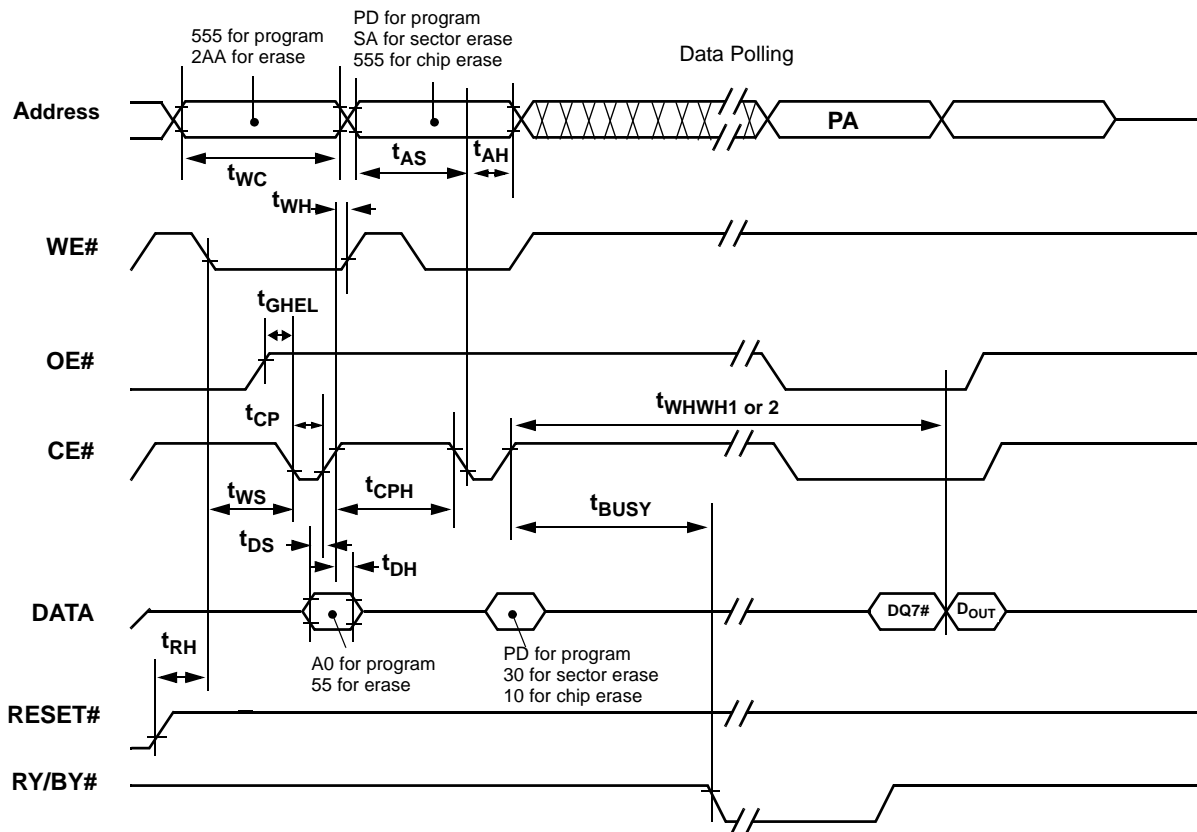 555 for program
2AA for erase
PD for program
SA for sector erase
555 for chip erase
Data Polling
Address
PA
tWC
tAS
tAH
tWH
WE#
tGHEL
OE#
tCP
tWHWH1 or 2
CE#
tWS
tCPH
tBUSY
tDS
tDH
DATA
DQ7#
DOUT
tRH
A0 for program
55 for erase
PD for program
30 for sector erase
10 for chip erase
RESET#
RY/BY#